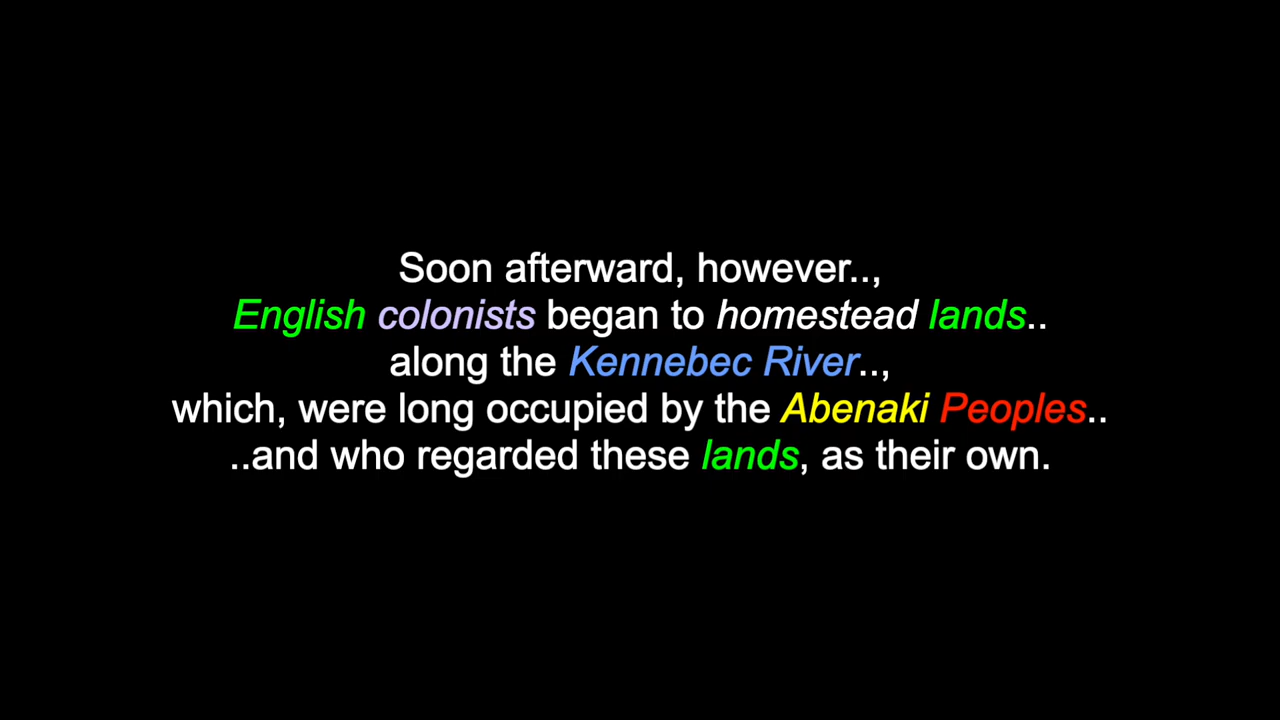 Soon afterward, however..,
English colonists began to homestead lands..
along the Kennebec River..,
which, were long occupied by the Abenaki Peoples..
..and who regarded these lands, as their own.